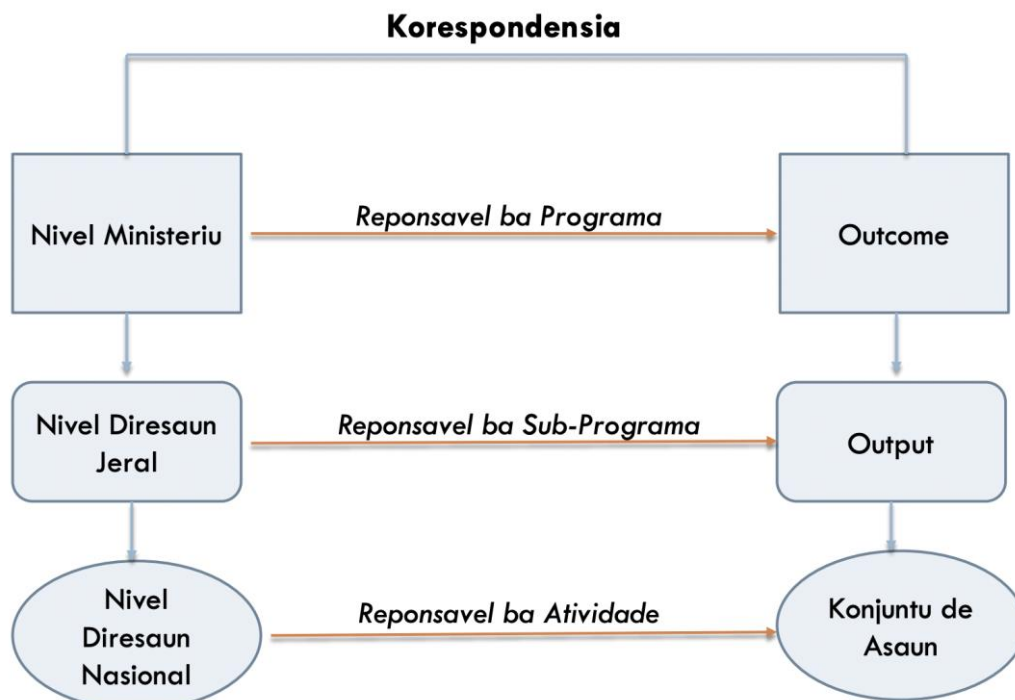 Korespondensia
Nivel Ministeriu
Reponsavel ba Programa
Outcome
Nivel Diresaun
Jeral
Reponsavel ba Sub-Programa
Output
Nivel
Diresaun
Nasional
Reponsavel ba Atividade
Konjuntu de
Asaun